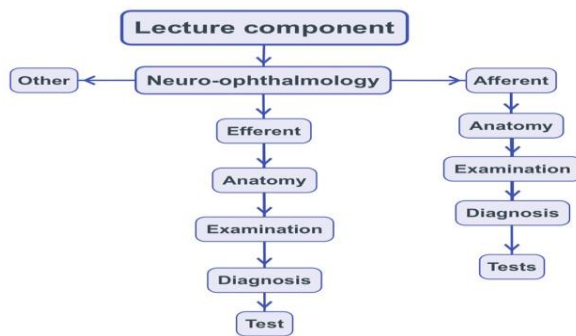 Lecture component
Other
Neuro-ophthalmology
Afferent
Efferent
Anatomy
Examination
Diagnosis
Test
Anatomy
Examination
Diagnosis
Tests